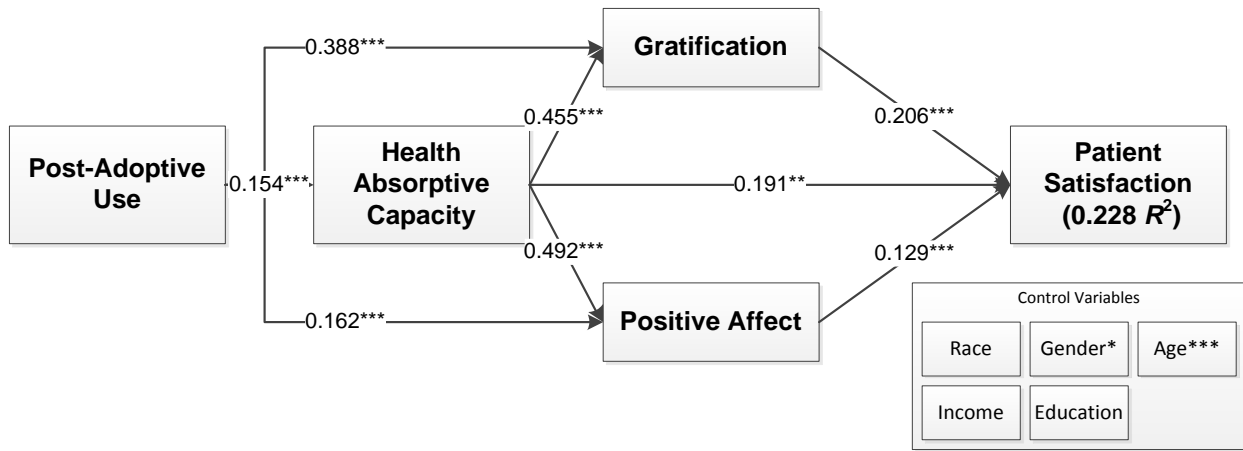 0.388***
Gratification
0.455***
0.206***
Post-Adoptive
Use
0.154***
Health
Absorptive
Capacity
0.191**
Patient
Satisfaction
(0.228 R²)
0.492***
0.129***
0.162***
Positive Affect
Control Variables
Race
Gender*
Age***
Income
Education